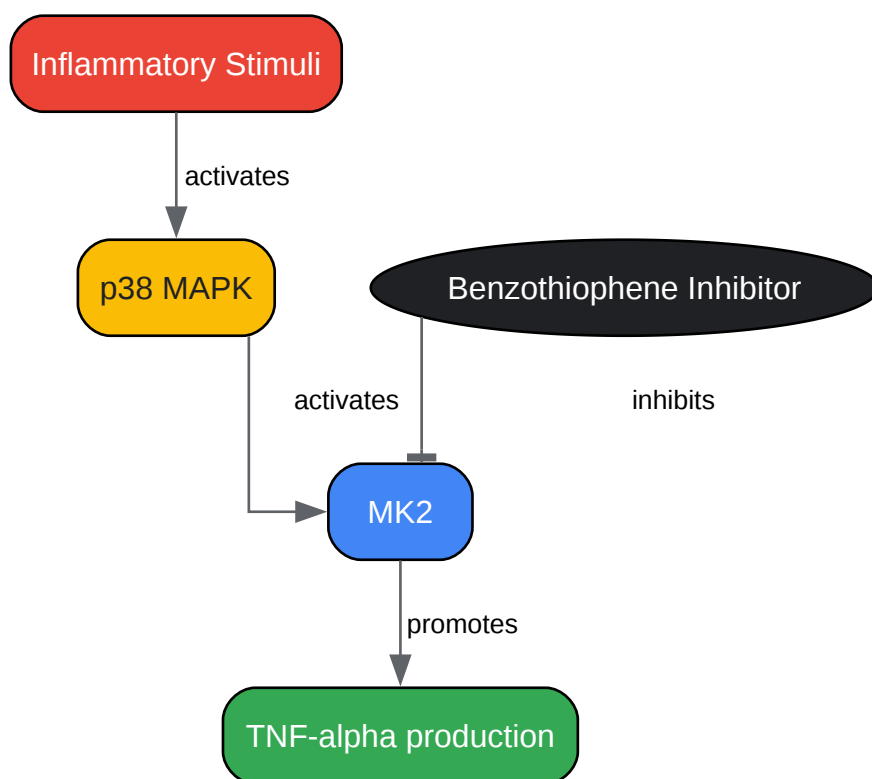 Inflammatory Stimuli
activates
p38 MAPK
Benzothiophene Inhibitor
activates
inhibits
MK2
promotes
TNF-alpha production